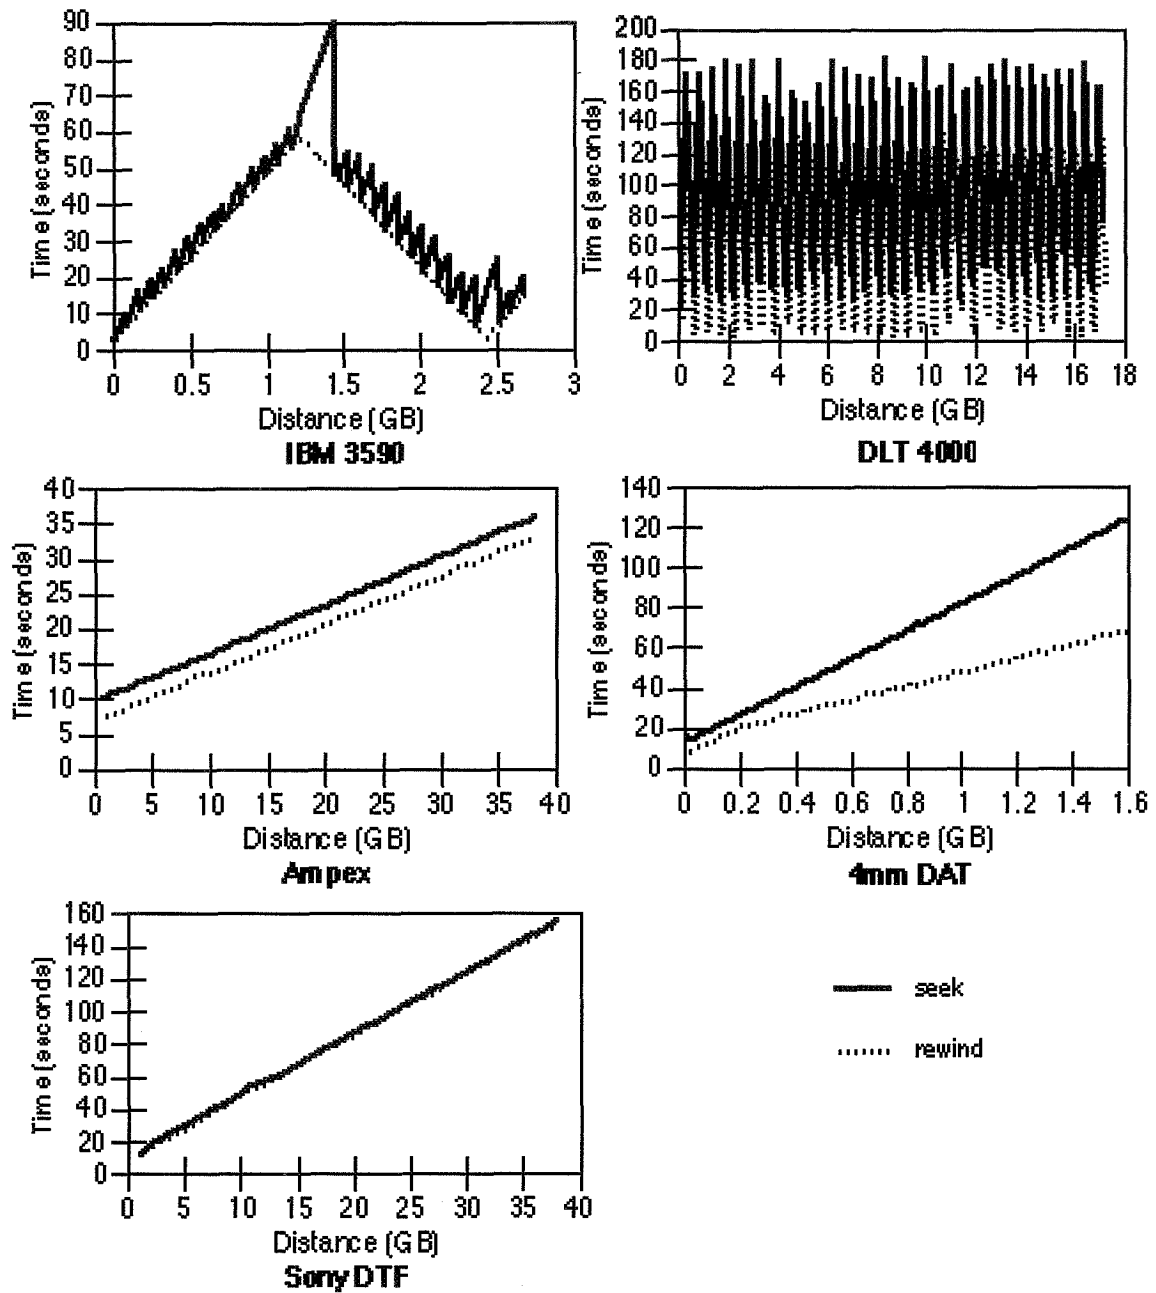 90
80
70
60
50
40
30
20
10
0
Time (seconds)
0 0.5 1 1.5 2 2.5 3
Distance (GB)
IBM 3590
200
180
160
140
120
100
80
60
40
20
0
Time (seconds)
0 2 4 6 8 10 12 14 16 18
Distance (GB)
DLT 4000
40
35
30
25
20
15
10
5
0
Time (seconds)
0 5 10 15 20 25 30 35 40
Distance (GB)
Ampex
140
120
100
80
60
40
20
0
Time (seconds)
0 0.2 0.4 0.6 0.8 1 1.2 1.4 1.6
Distance (GB)
4mm DAT
160
140
120
100
80
60
40
20
0
Time (seconds)
0 5 10 15 20 25 30 35 40
Distance (GB)
Sony DTF
seek
rewind